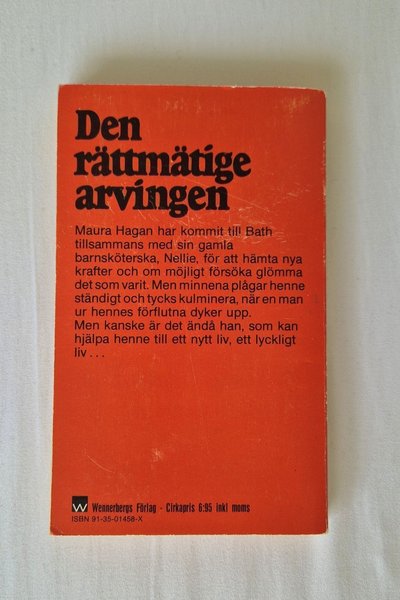 Den
rättmätige
arvingen
Maura Hagan har kommit till Bath
tillsammans med sin gamla
barnsköterska, Nellie, för att hämta nya
krafter och om möjligt försöka glömma
det som varit. Men minnena plågar henne
ständigt och tycks kulminera, när en man
ur hennes förflutna dyker upp.
Men kanske är det ändå han, som kan
hjälpa henne till ett nytt liv, ett lyckligt
liv . . .
W Wennerbergs Förlag - Cirkapris 6:95 inkl moms
ISBN 91-35-01458-X